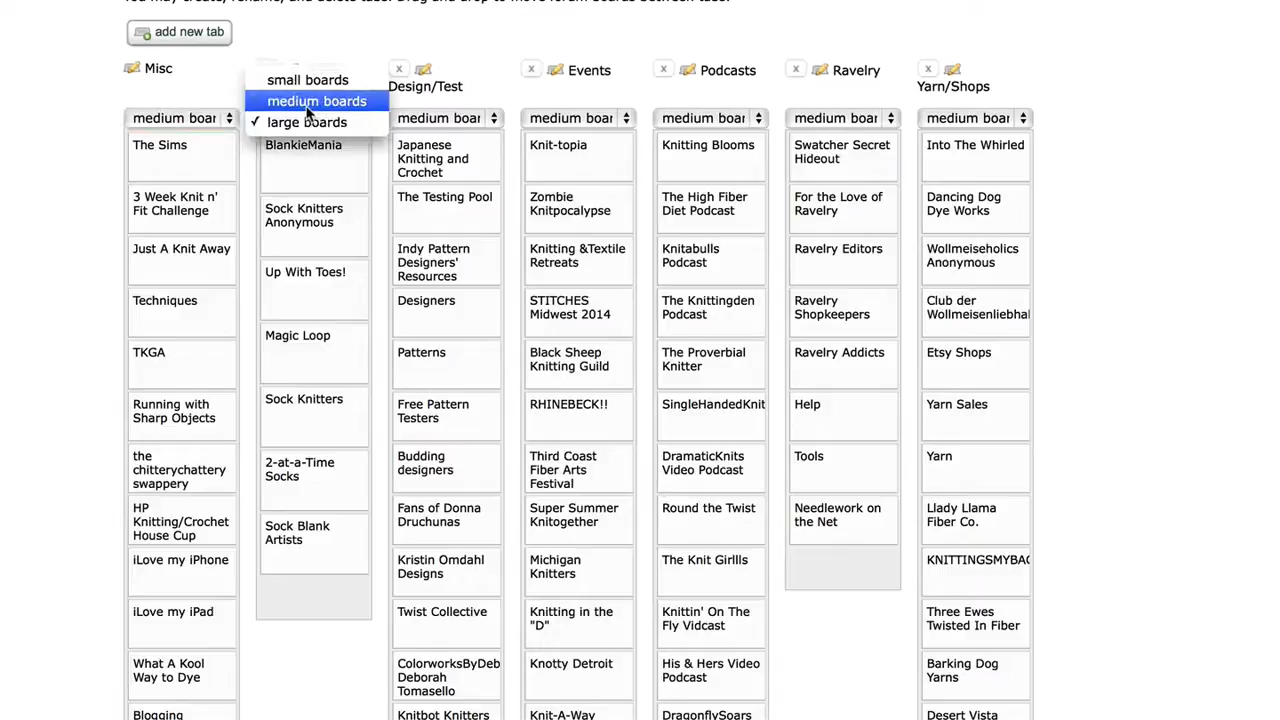 add new tab
Misc
small boards
medium boards
large boards
Design/Test
Events
Podcasts
Ravelry
Yarn/Shops
medium boar
The Sims
3 Week Knit n'
Fit Challenge
Just A Knit Away
Techniques
TKGA
Running with
Sharp Objects
the
chitterychattery
swappery
HP
Knitting/Crochet
House Cup
iLove my iPhone
iLove my iPad
What A Kool
Way to Dye
Blogging
BlankieMania
Sock Knitters
Anonymous
Up With Toes!
Magic Loop
Sock Knitters
2-at-a-Time
Socks
Sock Blank
Artists
medium boar
Japanese
Knitting and
Crochet
The Testing Pool
Indy Pattern
Designers'
Resources
Designers
Patterns
Free Pattern
Testers
Budding
designers
Fans of Donna
Druchunas
Kristin Omdahl
Designs
Twist Collective
ColorworksByDeb
Deborah
Tomasello
Knitbot Knitters
medium boar
Knit-topia
Zombie
Knitpocalypse
Knitting &Textile
Retreats
STITCHES
Midwest 2014
Black Sheep
Knitting Guild
RHINEBECK!!
Third Coast
Fiber Arts
Festival
Super Summer
Knitogether
Michigan
Knitters
Knitting in the
"D"
Knotty Detroit
Knit-A-Way
medium boar
Knitting Blooms
The High Fiber
Diet Podcast
Knitabulls
Podcast
The Knittingden
Podcast
The Proverbial
Knitter
SingleHandedKnit
DramaticKnits
Video Podcast
Round the Twist
The Knit Girllls
Knittin' On The
Fly Vidcast
His & Hers Video
Podcast
DragonflySoars
medium boar
Swatcher Secret
Hideout
For the Love of
Ravelry
Ravelry Editors
Ravelry
Shopkeepers
Ravelry Addicts
Help
Tools
Needlework on
the Net
medium boar
Into The Whirled
Dancing Dog
Dye Works
Wollmeiseholics
Anonymous
Club der
Wollmeisenliebhal
Etsy Shops
Yarn Sales
Yarn
Llady Llama
Fiber Co.
KNITTINGSMYBAG
Three Ewes
Twisted In Fiber
Barking Dog
Yarns
Desert Vista